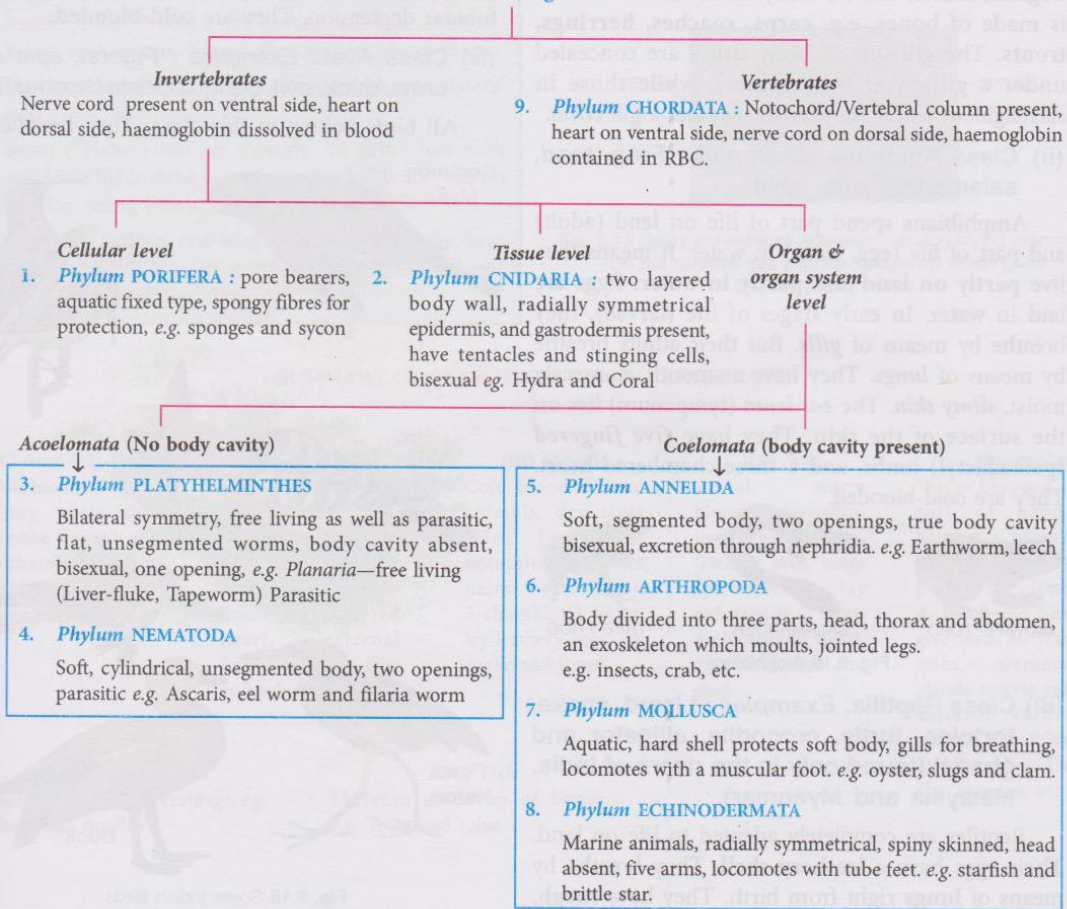 Invertebrates
Nerve cord present on ventral side, heart on
dorsal side, haemoglobin dissolved in blood
Vertebrates
9. Phylum CHORDATA : Notochord/Vertebral column present,
heart on ventral side, nerve cord on dorsal side, haemoglobin
contained in RBC.
Cellular level
1. Phylum PORIFERA : pore bearers,
aquatic fixed type, spongy fibres for
protection, e.g. sponges and sycon
Tissue level
2. Phylum CNIDARIA : two layered
body wall, radially symmetrical
epidermis, and gastrodermis present,
have tentacles and stinging cells,
bisexual eg. Hydra and Coral
Organ &
organ system
level
Acoelomata (No body cavity)
3. Phylum PLATYHELMINTHES
Bilateral symmetry, free living as well as parasitic,
flat, unsegmented worms, body cavity absent,
bisexual, one opening, e.g. Planaria—free living
(Liver-fluke, Tapeworm) Parasitic
4. Phylum NEMATODA
Soft, cylindrical, unsegmented body, two openings,
parasitic e.g. Ascaris, eel worm and filaria worm
Coelomata (body cavity present)
5. Phylum ANNELIDA
Soft, segmented body, two openings, true body cavity
bisexual, excretion through nephridia. e.g. Earthworm, leech
6. Phylum ARTHROPODA
Body divided into three parts, head, thorax and abdomen,
an exoskeleton which moults, jointed legs.
e.g. insects, crab, etc.
7. Phylum MOLLUSCA
Aquatic, hard shell protects soft body, gills for breathing,
locomotes with a muscular foot. e.g. oyster, slugs and clam.
8. Phylum ECHINODERMATA
Marine animals, radially symmetrical, spiny skinned, head
absent, five arms, locomotes with tube feet. e.g. starfish and
brittle star.